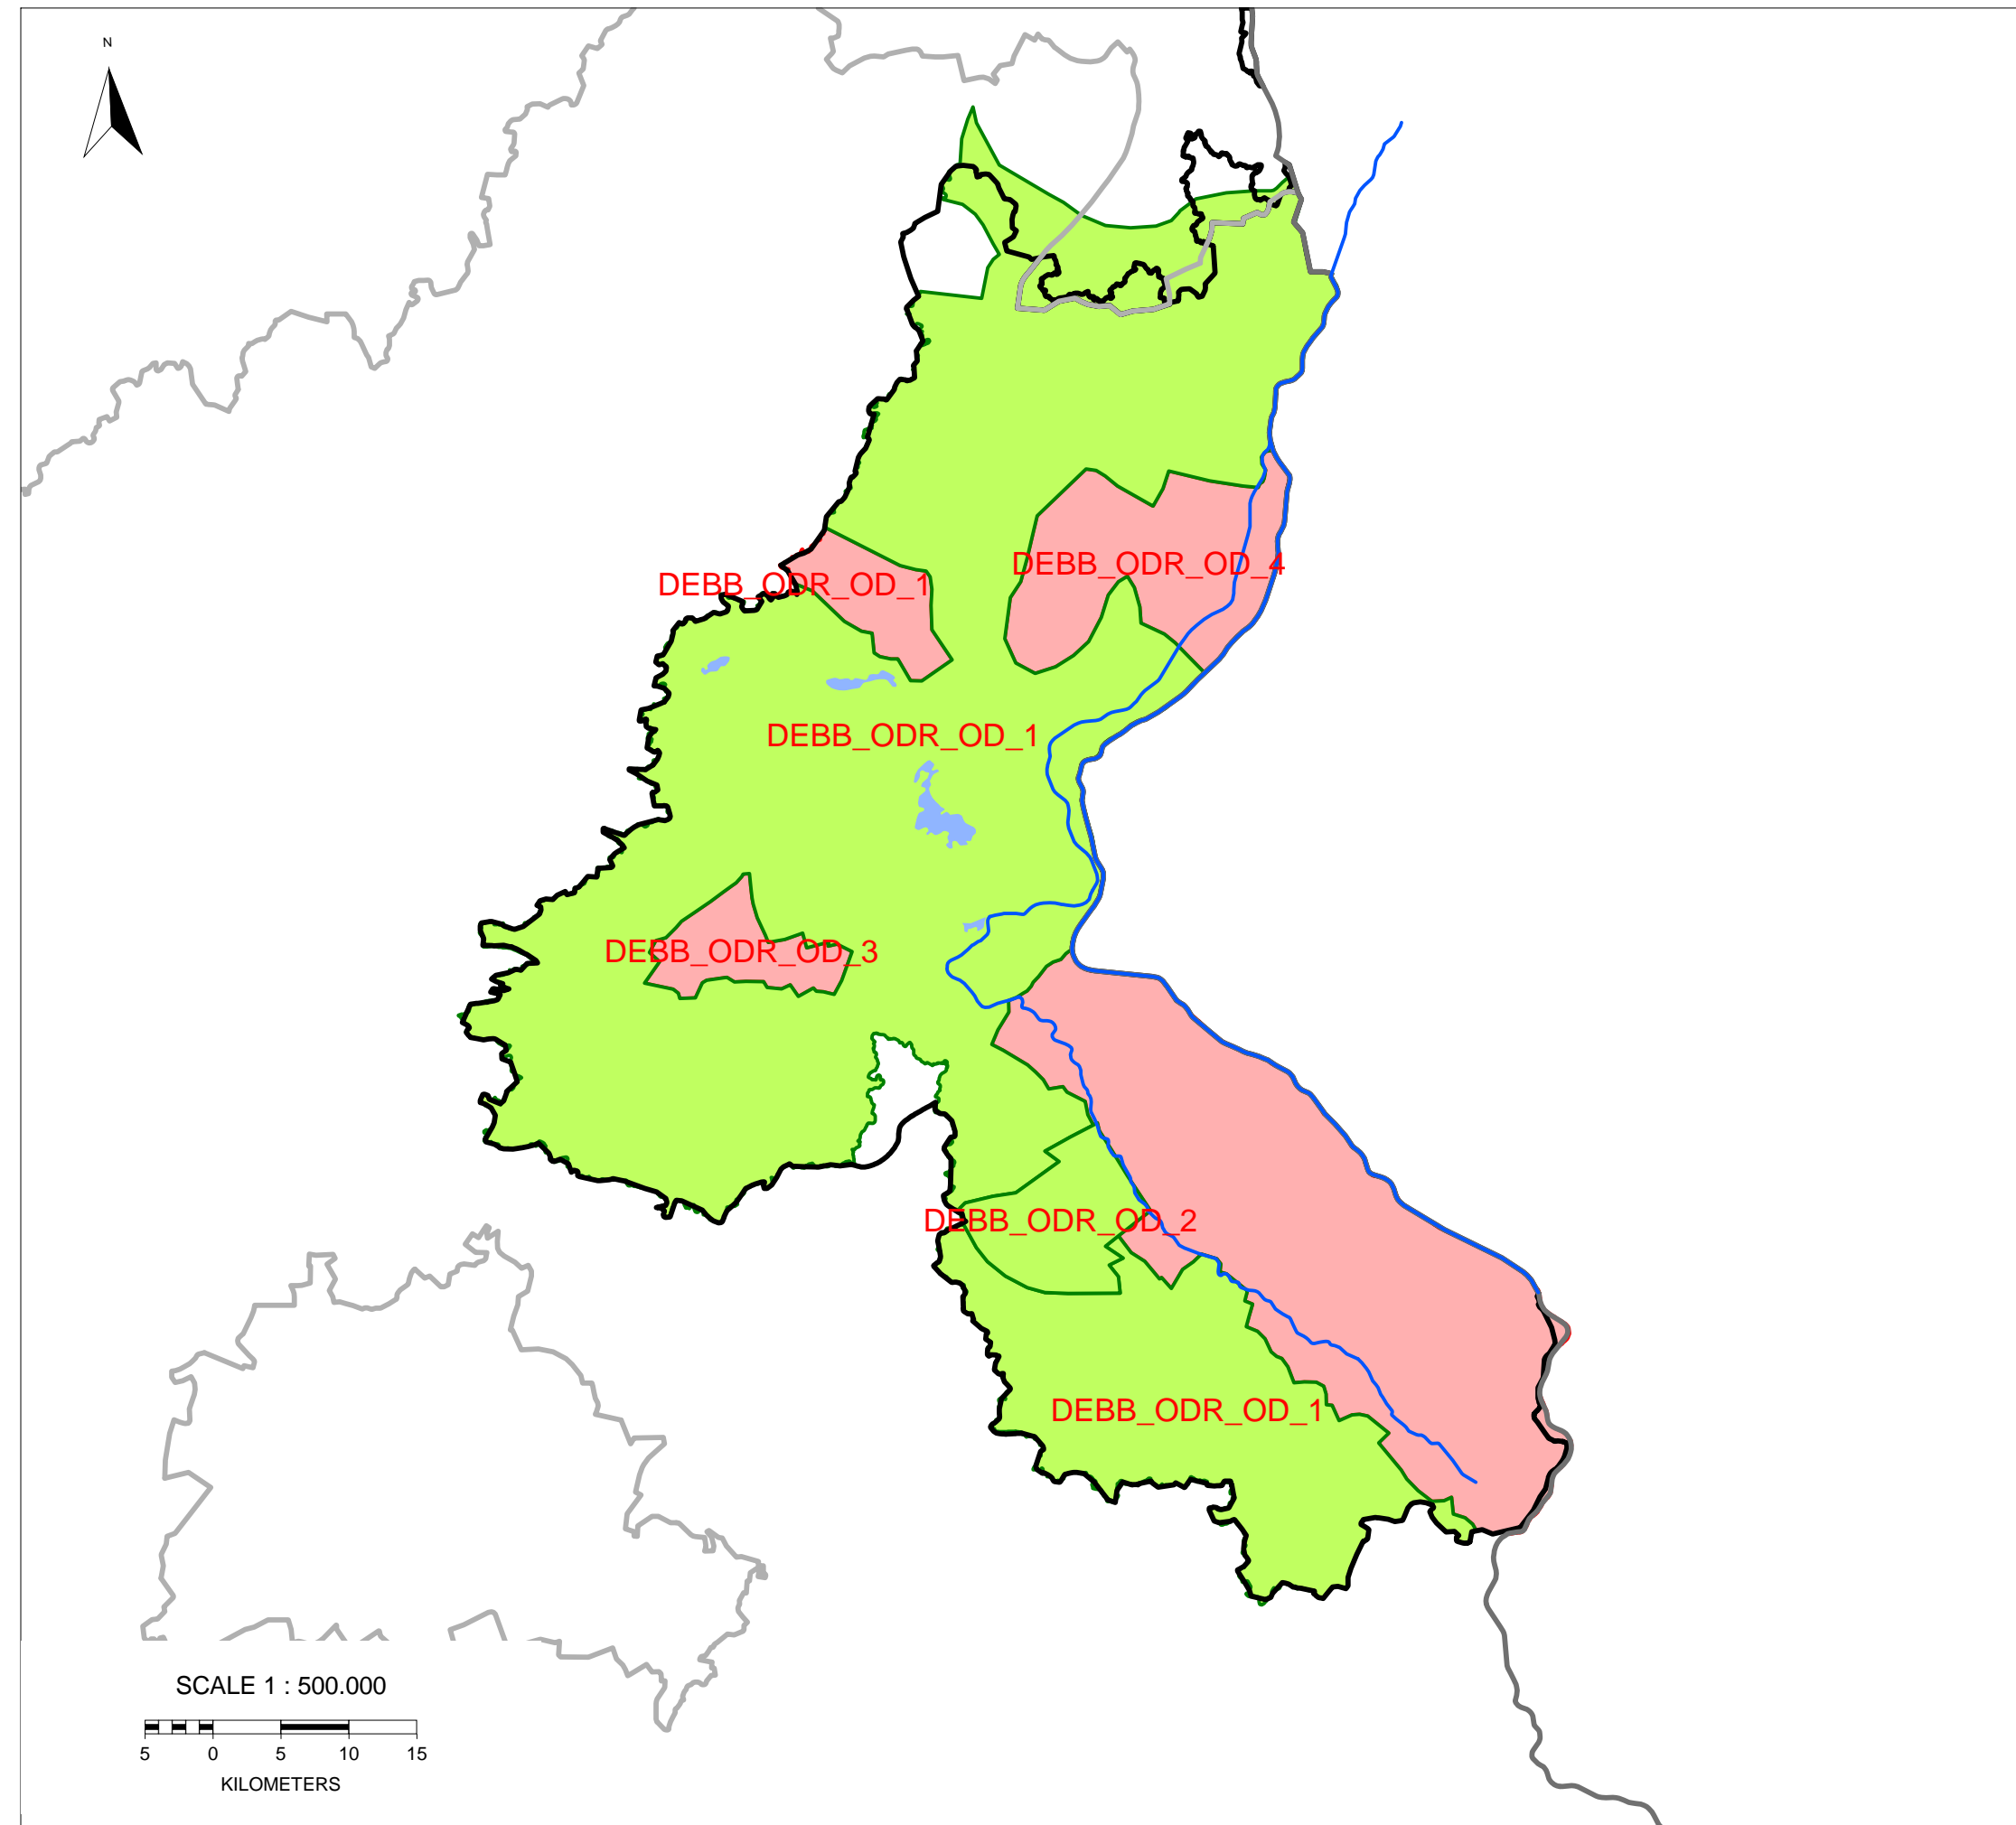 N
DEBB_ODR_OD_4
DEBB_ODR_OD_1
DEBB_ODR_OD_1
DEBB_ODR_OD_3
DEBB_ODR_OD_2
DEBB_ODR_OD_1
SCALE 1 : 500.000
5 0 5 10 15
KILOMETERS